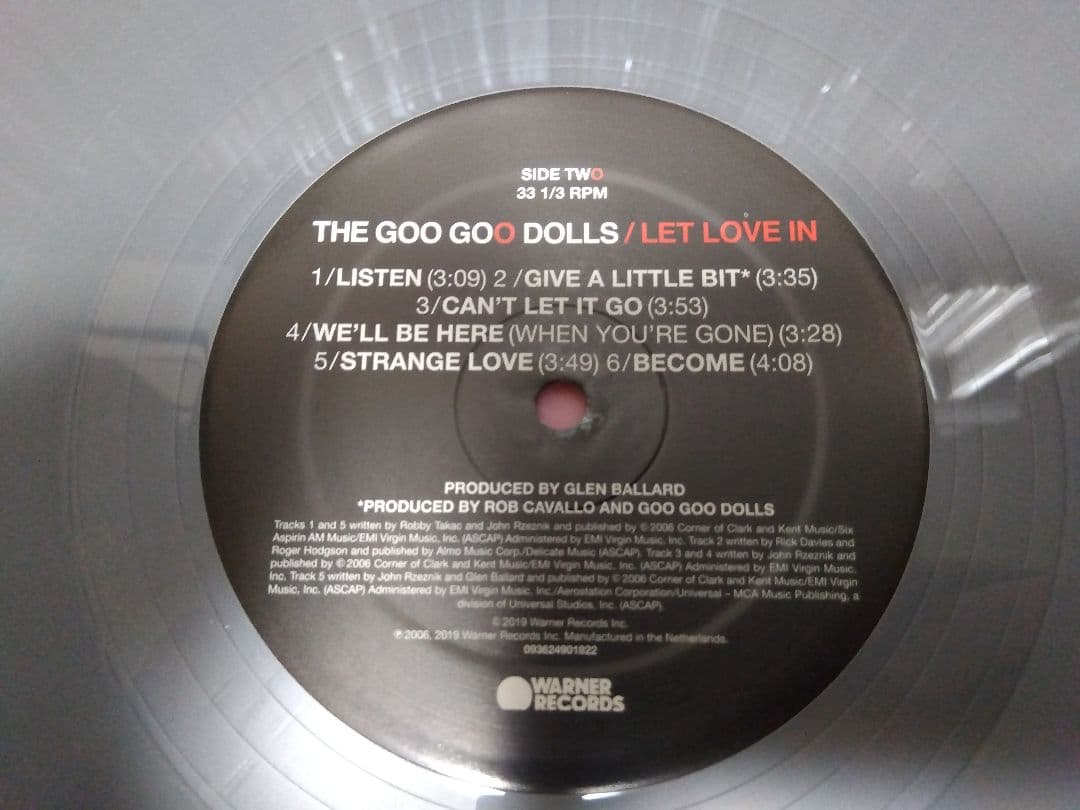 SIDE TWO
33 1/3 RPM
THE GOO GOO DOLLS / LET LOVE IN
1/LISTEN (3:09) 2 /GIVE A LITTLE BIT* (3:35)
3/CAN'T LET IT GO (3:53)
4/WE'LL BE HERE (WHEN YOU'RE GONE) (3:28)
5/STRANGE LOVE (3:49) 6/BECOME (4:08)
PRODUCED BY GLEN BALLARD
*PRODUCED BY ROB CAVALLO AND GOO GOO DOLLS
Tracks 1 and 5 written by Robby Takac and John Rzeznik and published by © 2006 Corner of Clark and Kent Music/Six
Aspirin AM Music/EMI Virgin Music, Inc. (ASCAP) Administered by EMI Virgin Music, Inc. Track 2 written by Rick Davies and
Roger Hodgson and published by Almo Music Corp./Delicate Music (ASCAP). Track 3 and 4 written by John Rzeznik and
published by © 2006 Corner of Clark and Kent Music/EMI Virgin Music, Inc. (ASCAP) Administered by EMI Virgin Music,
Inc. Track 5 written by John Rzeznik and Glen Ballard and published by © 2006 Corner of Clark and Kent Music/EMI Virgin
Music, Inc. (ASCAP) Administered by EMI Virgin Music, Inc./Aerostation Corporation/Universal – MCA Music Publishing, a
division of Universal Studios, Inc. (ASCAP).
© 2019 Warner Records Inc.
℗ 2006, 2019 Warner Records Inc. Manufactured in the Netherlands.
093624901822
WARNER
RECORDS